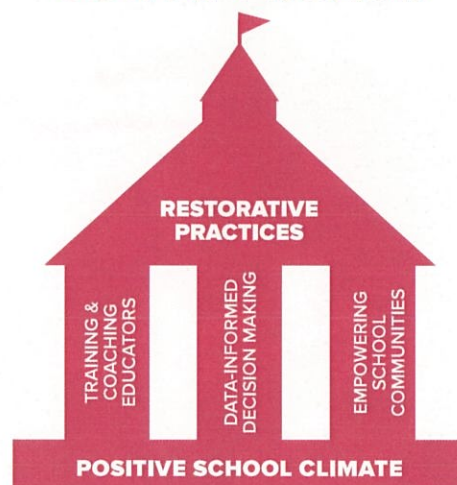 RESTORATIVE
PRACTICES
TRAINING &
COACHING
EDUCATORS
DATA-INFORMED
DECISION MAKING
EMPOWERING
SCHOOL
COMMUNITIES
POSITIVE SCHOOL CLIMATE